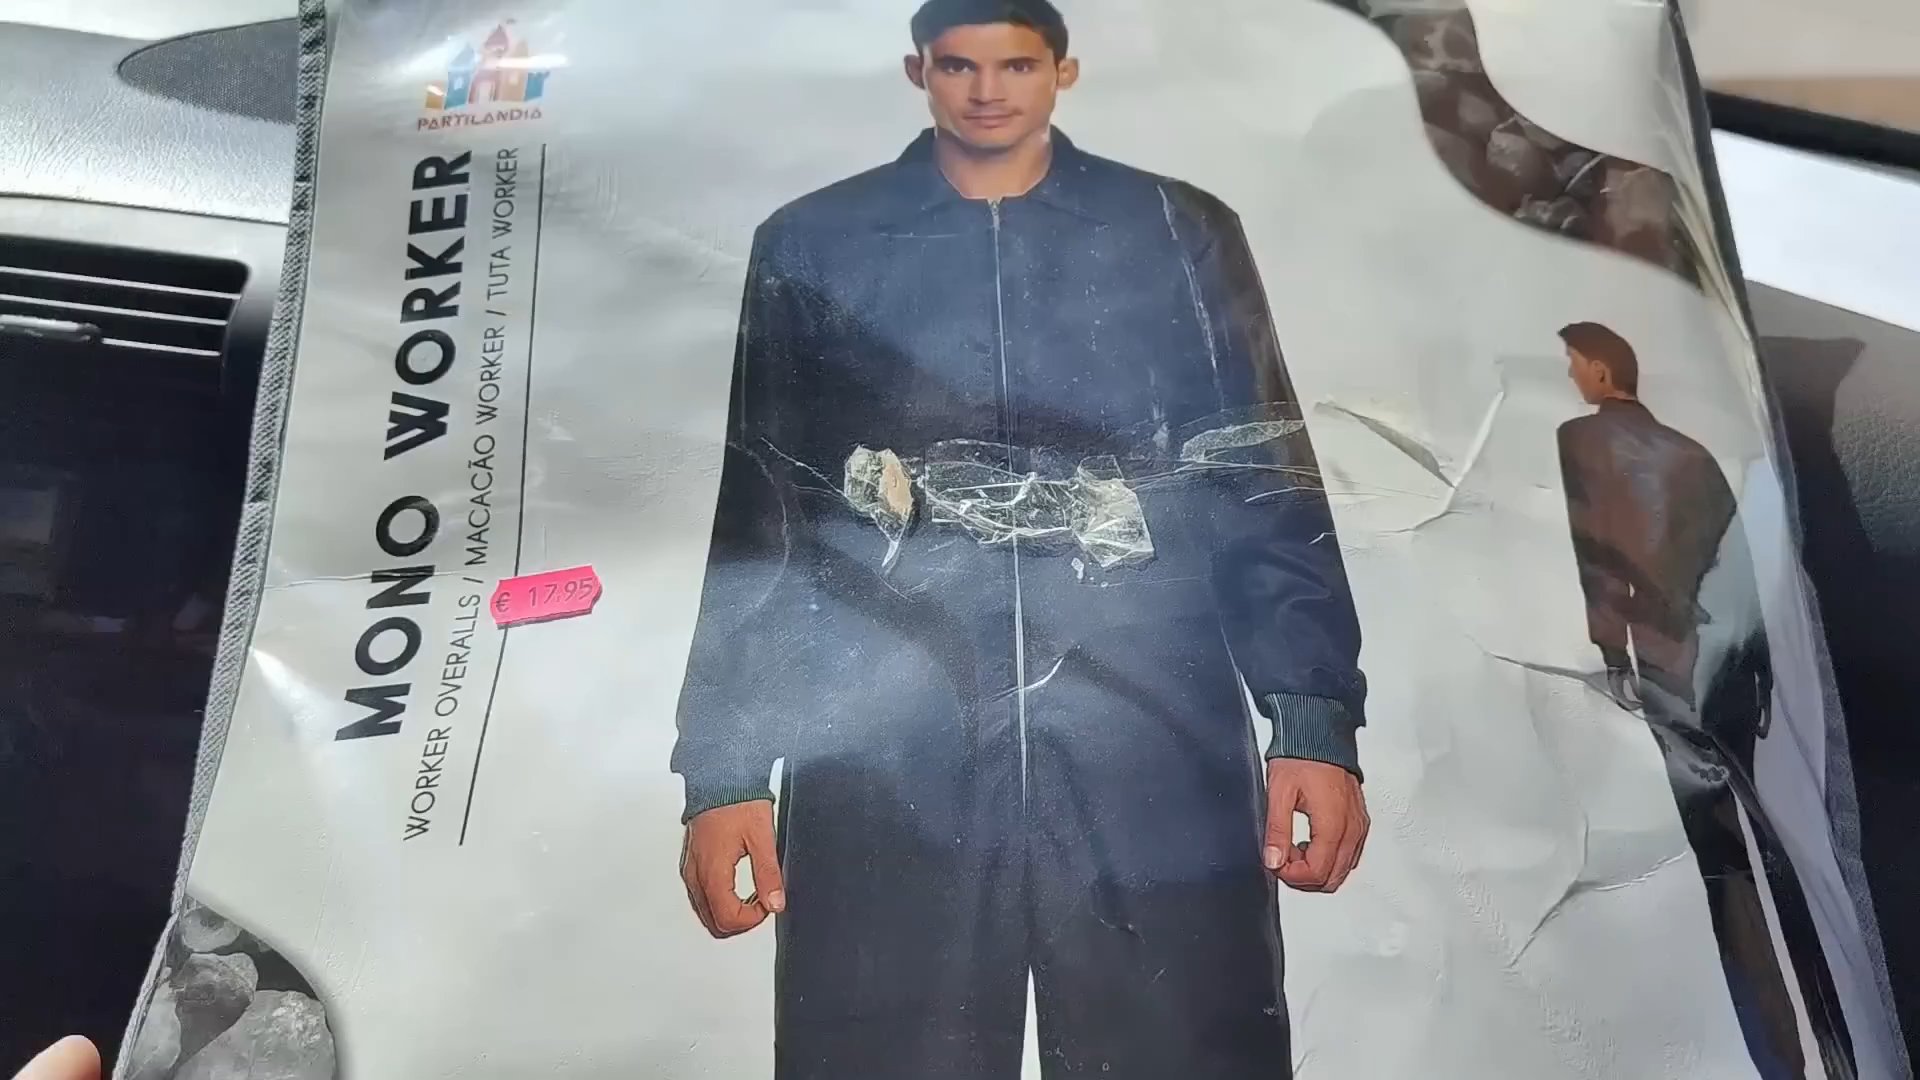 PARTILANDIA
MONO WORKER
WORKER OVERALLS / MACACÃO WORKER / TUTA WORKER
€ 17.95